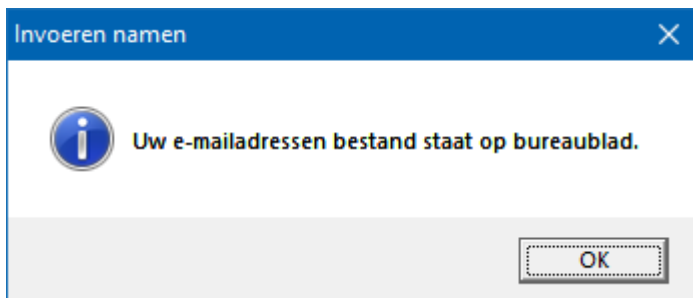 Invoeren namen
Uw e-mailadressen bestand staat op bureaublad.
OK